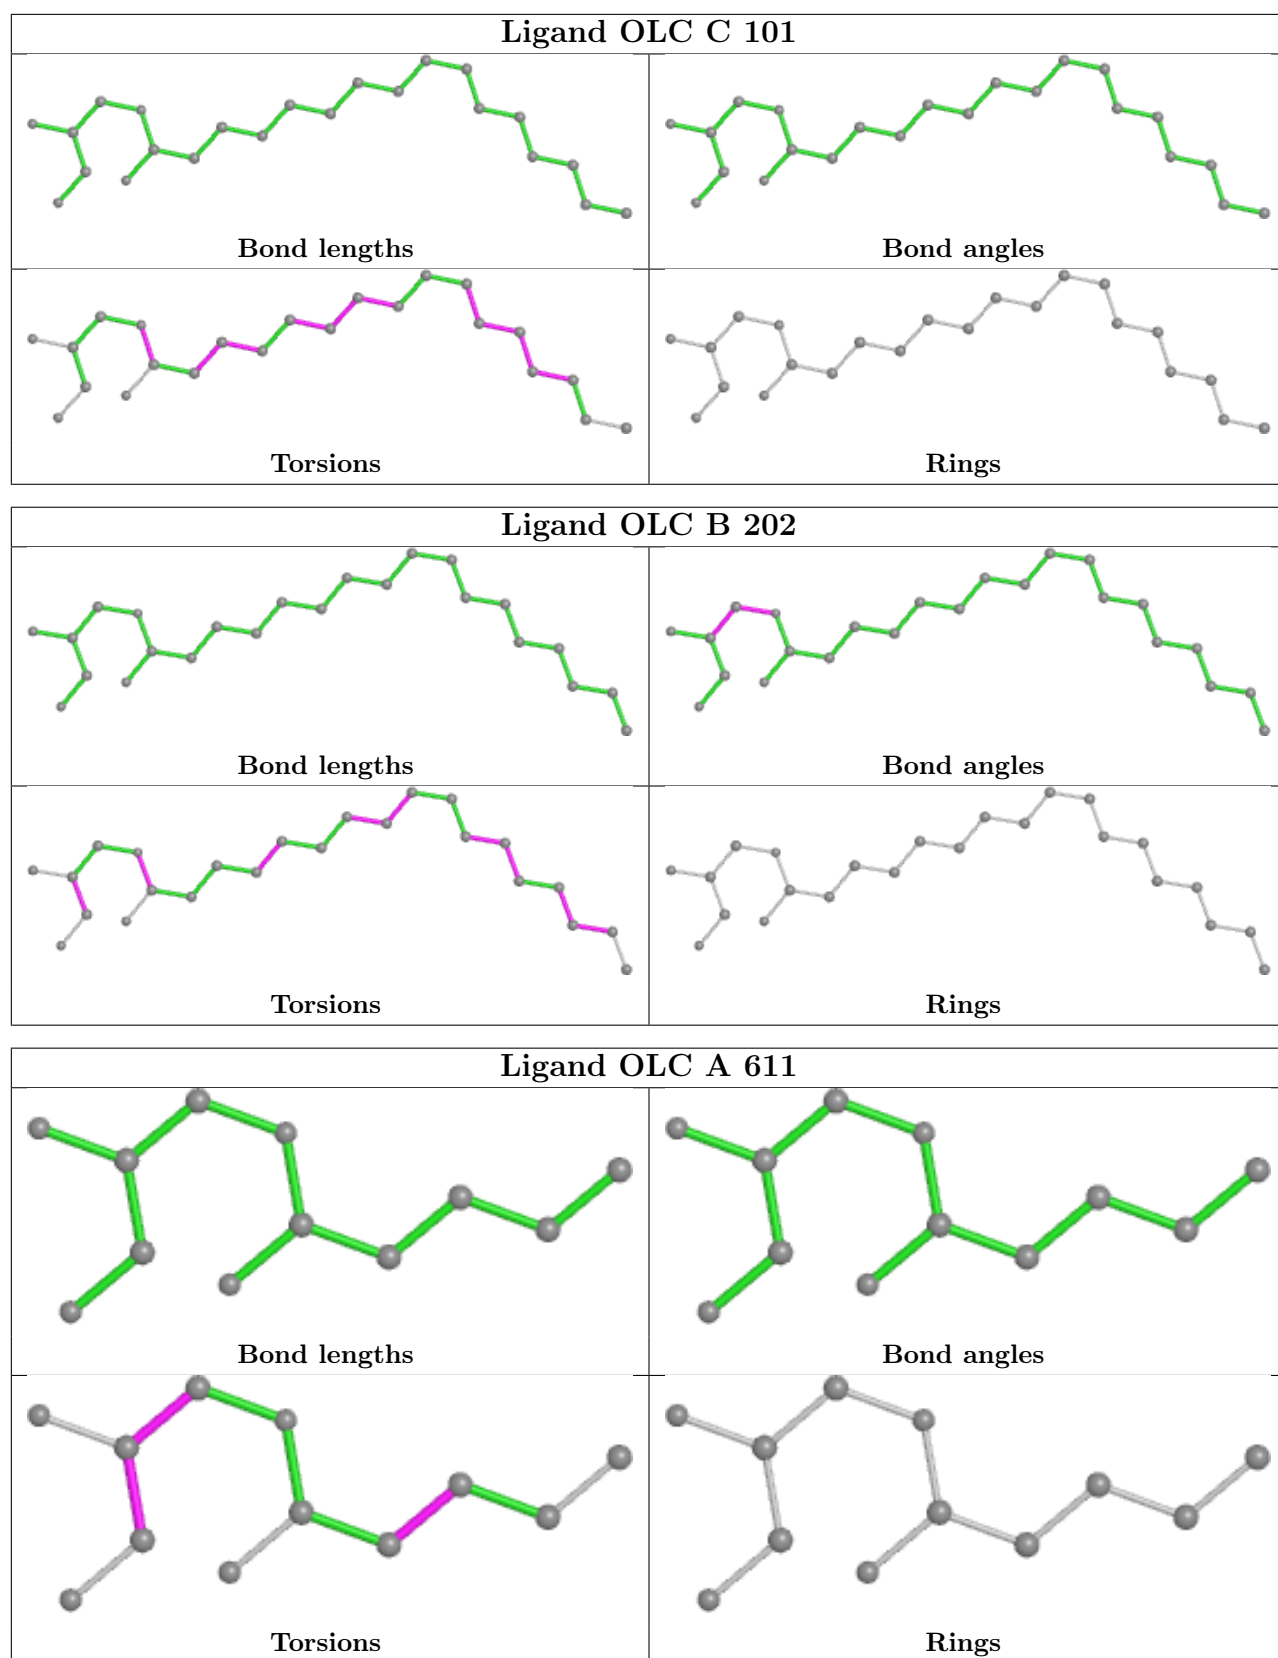 Ligand OLC C 101
Bond lengths
Bond angles
Torsions
Rings
Ligand OLC B 202
Bond lengths
Bond angles
Torsions
Rings
Ligand OLC A 611
Bond lengths
Bond angles
Torsions
Rings